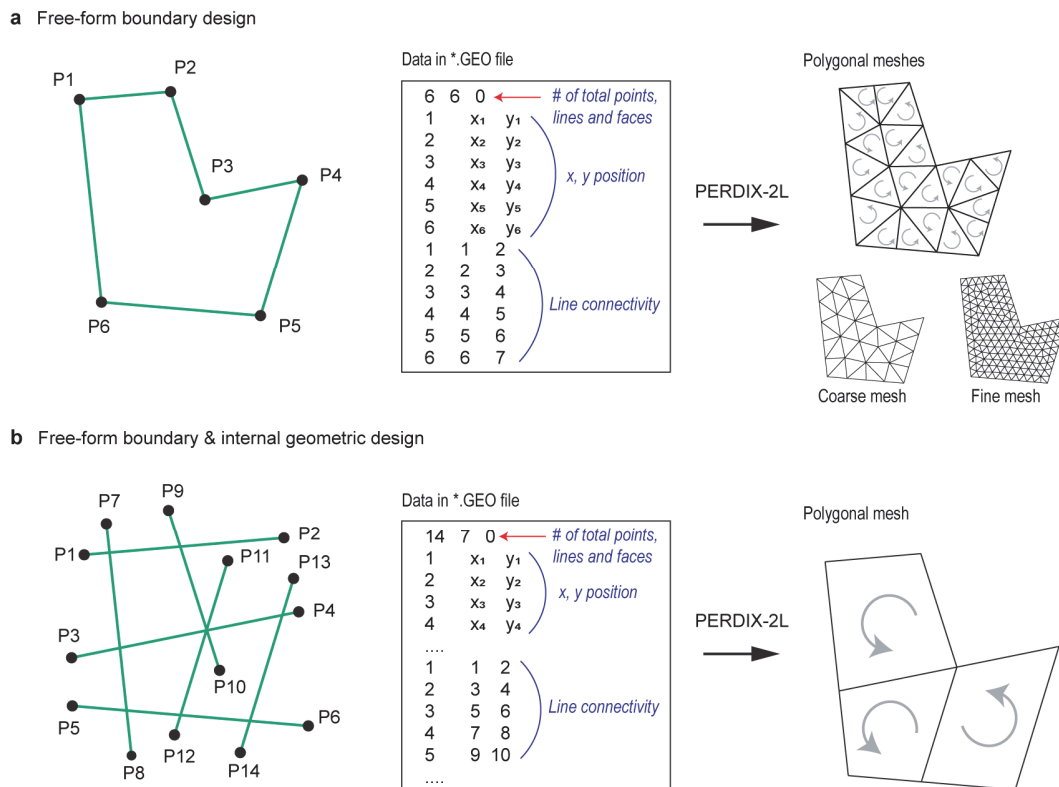 a Free-form boundary design
P1
P2
P3
P4
P5
P6
Data in *.GEO file
6 6 0
# of total points,
lines and faces
1 x₁ y₁
2 x₂ y₂
3 x₃ y₃
4 x₄ y₄
5 x₅ y₅
6 x₆ y₆
x, y position
1 1 2
2 2 3
3 3 4
4 4 5
5 5 6
6 6 7
Line connectivity
PERDIX-2L
Polygonal meshes
Coarse mesh
Fine mesh
b Free-form boundary & internal geometric design
P9
P7
P1
P2
P11
P13
P3
P4
P10
P5
P6
P12
P8
P14
Data in *.GEO file
14 7 0
# of total points,
lines and faces
1 x₁ y₁
2 x₂ y₂
3 x₃ y₃
4 x₄ y₄
x, y position
....
1 1 2
2 3 4
3 5 6
4 7 8
5 9 10
....
Line connectivity
PERDIX-2L
Polygonal mesh